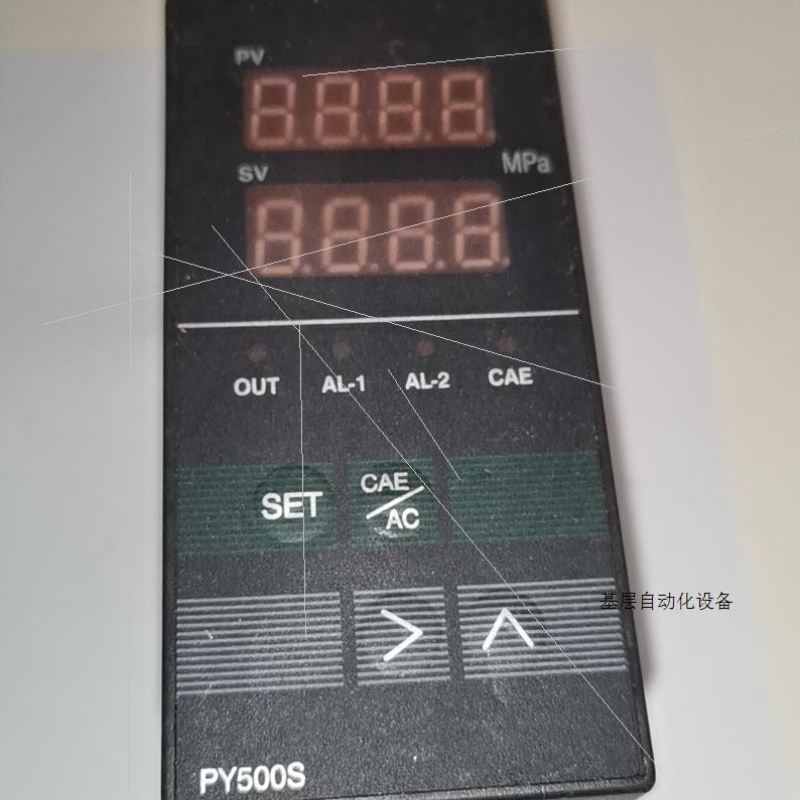 PV
8.8.8.8.
MPa
SV
8.8.8.8.
OUT AL-1 AL-2 CAE
SET CAE/AC
> ∧
基层自动化设备
PY500S